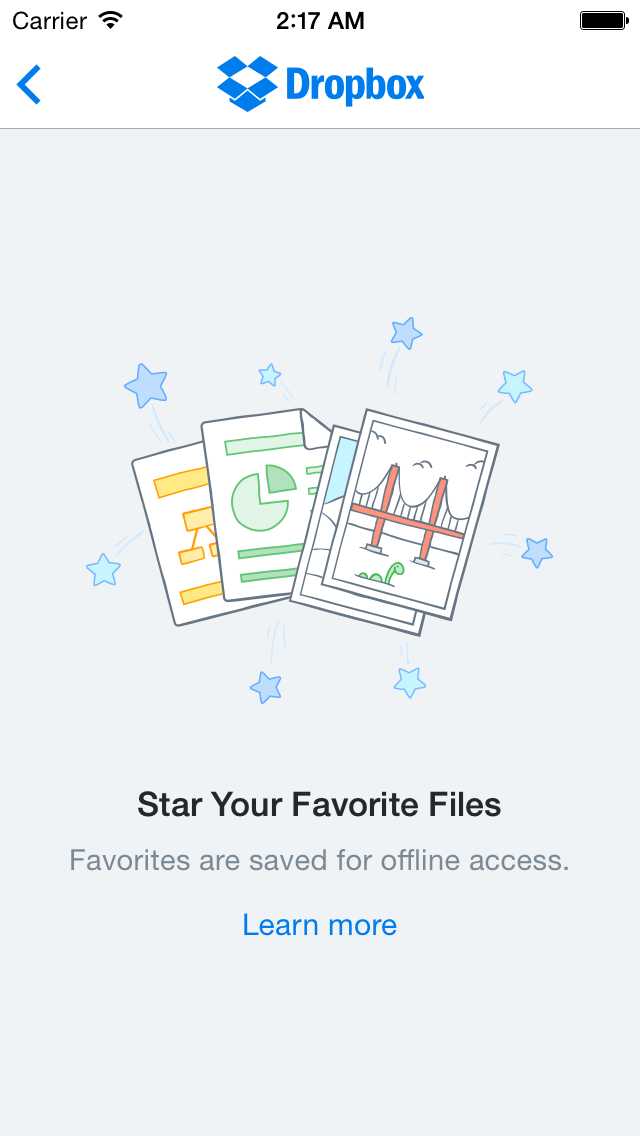 Carrier 2:17 AM
Dropbox
Star Your Favorite Files
Favorites are saved for offline access.
Learn more